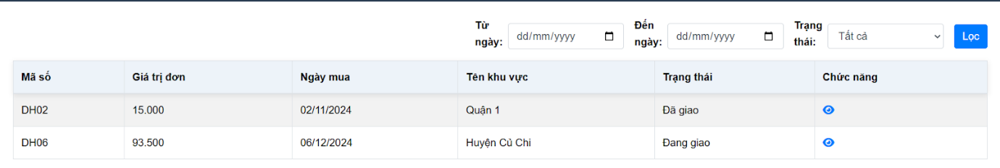 Từ ngày: dd/mm/yyyy Đến ngày: dd/mm/yyyy Trạng thái: Tất cả Lọc
Mã số Giá trị đơn Ngày mua Tên khu vực Trạng thái Chức năng
DH02 15.000 02/11/2024 Quận 1 Đã giao
DH06 93.500 06/12/2024 Huyện Củ Chi Đang giao